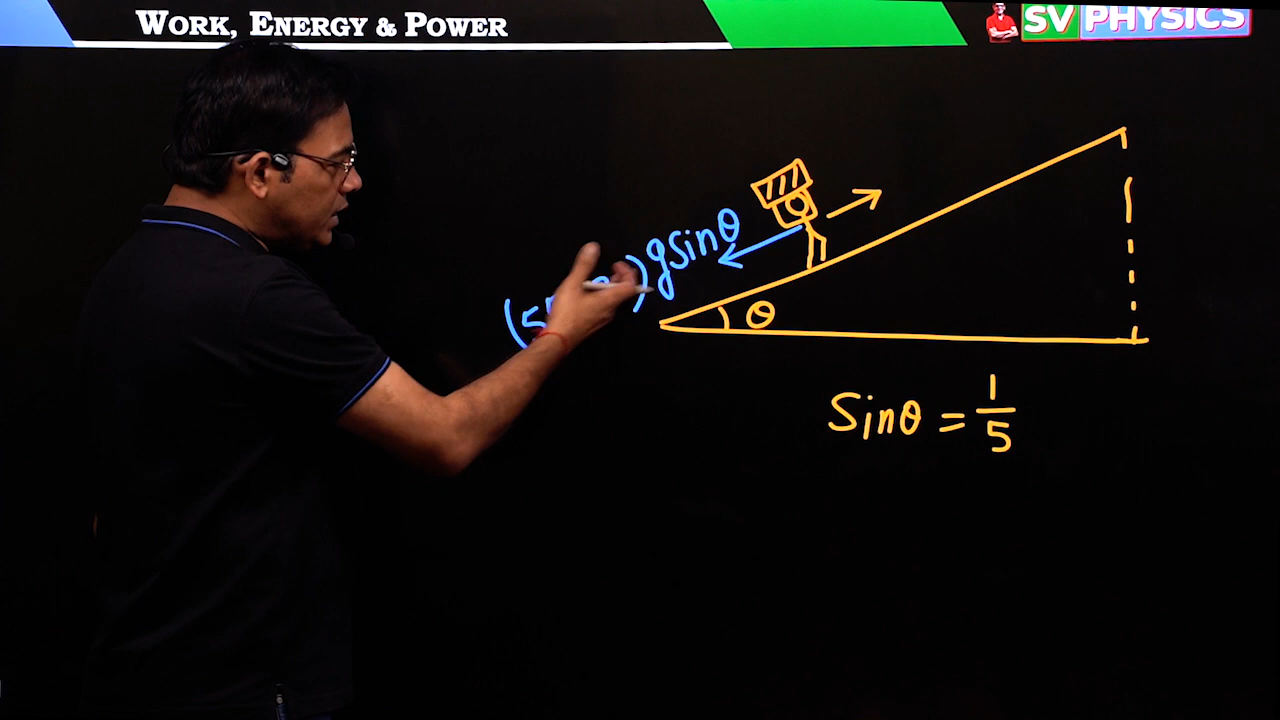 WORK, ENERGY & POWER
SV PHYSICS
) gsinθ
θ
Sinθ = 1/5